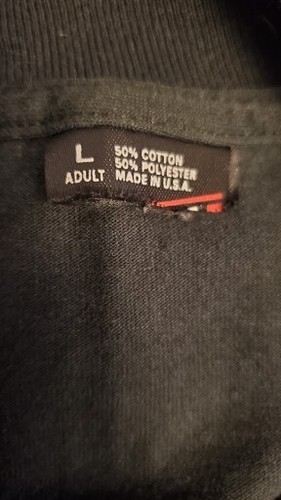 L
ADULT
50% COTTON
50% POLYESTER
MADE IN U.S.A.